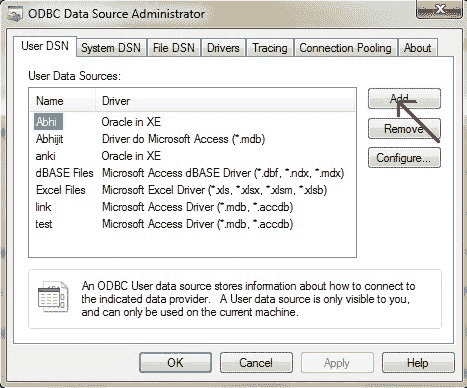 ODBC Data Source Administrator
User DSN System DSN File DSN Drivers Tracing Connection Pooling About
User Data Sources:
Name Driver
Abhi Oracle in XE
Abhijit Driver do Microsoft Access (*.mdb)
anki Oracle in XE
dBASE Files Microsoft Access dBASE Driver (*.dbf, *.ndx, *.mdx)
Excel Files Microsoft Excel Driver (*.xls, *.xlsx, *.xlsm, *.xlsb)
link Microsoft Access Driver (*.mdb, *.accdb)
test Microsoft Access Driver (*.mdb, *.accdb)
Add...
Remove
Configure...
An ODBC User data source stores information about how to connect to
the indicated data provider. A User data source is only visible to you,
and can only be used on the current machine.
OK Cancel Apply Help